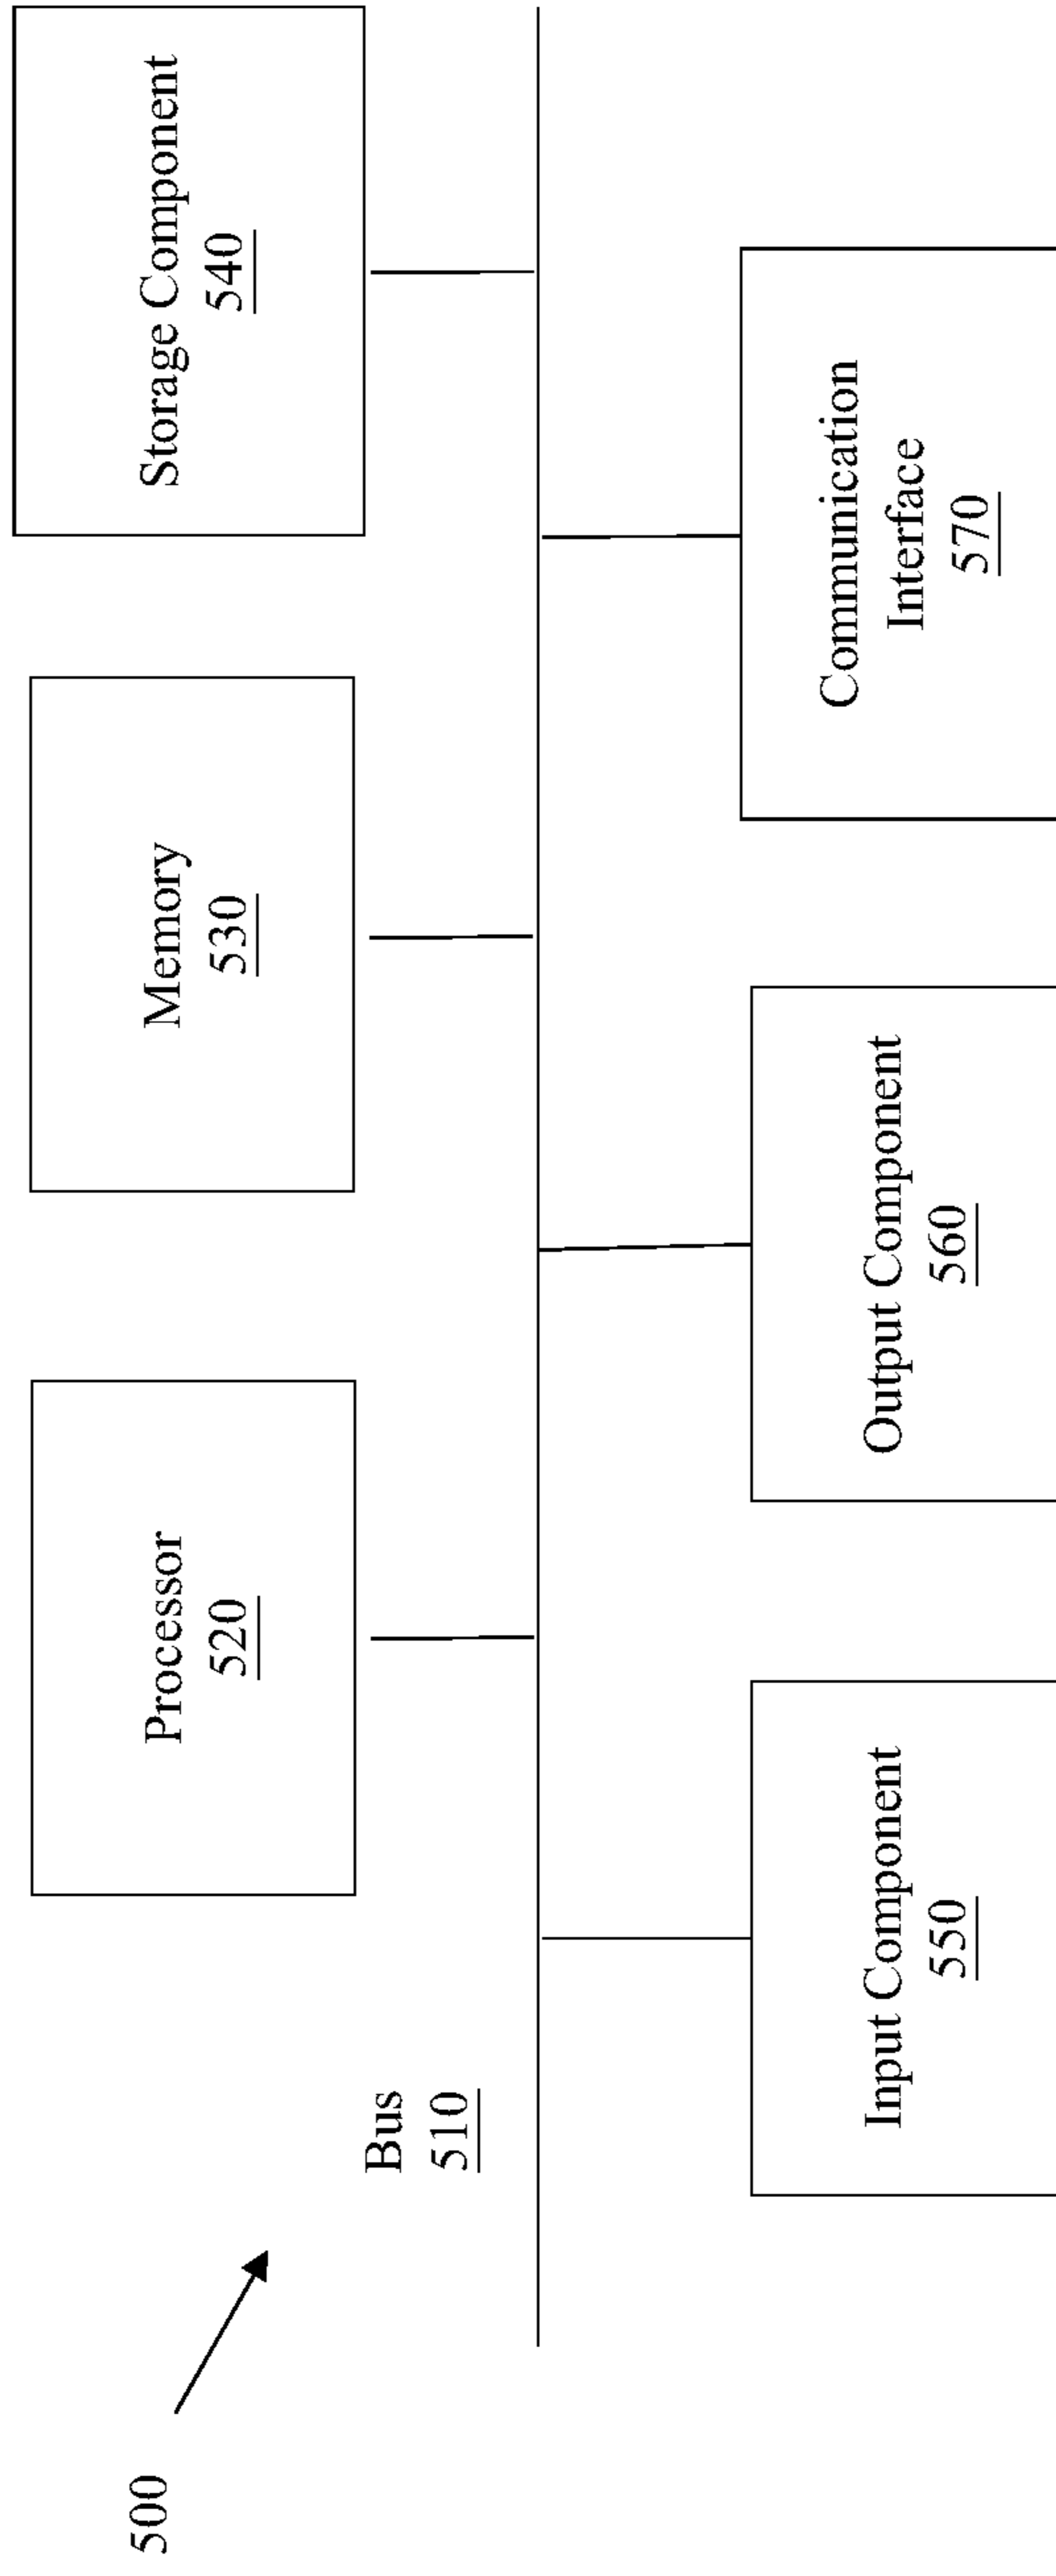 500
Bus
510
Processor
520
Memory
530
Storage Component
540
Input Component
550
Output Component
560
Communication
Interface
570